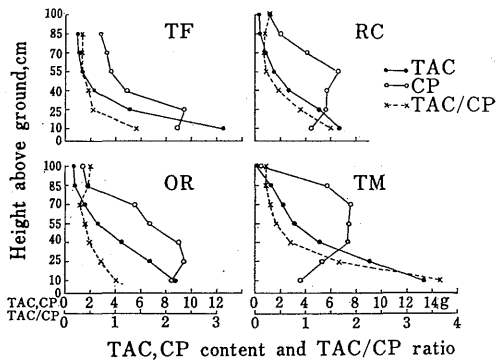 TF
RC
100
85
70
55
40
25
10
TAC
CP
TAC/CP
Height above ground,cm
OR
TM
100
85
70
55
40
25
10
TAC,CP 0 2 4 6 8 10 12 0 2 4 6 8 10 12 14g
TAC/CP 0 1 2 3 0 1 2 3 4
TAC,CP content and TAC/CP ratio